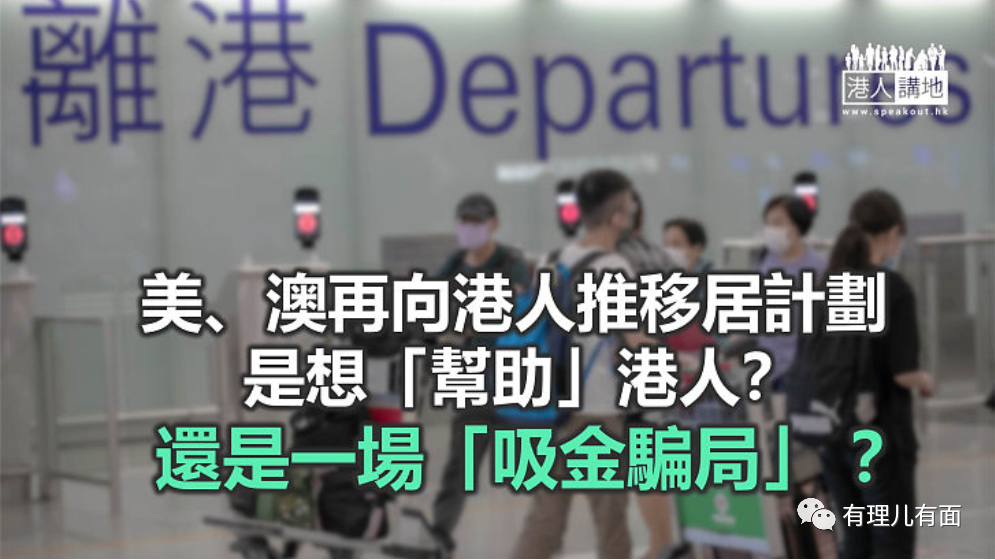 離港 Departures
港人講地
www.speakout.hk
美、澳再向港人推移居計劃
是想「幫助」港人?
還是一場「吸金騙局」?
有理儿有面